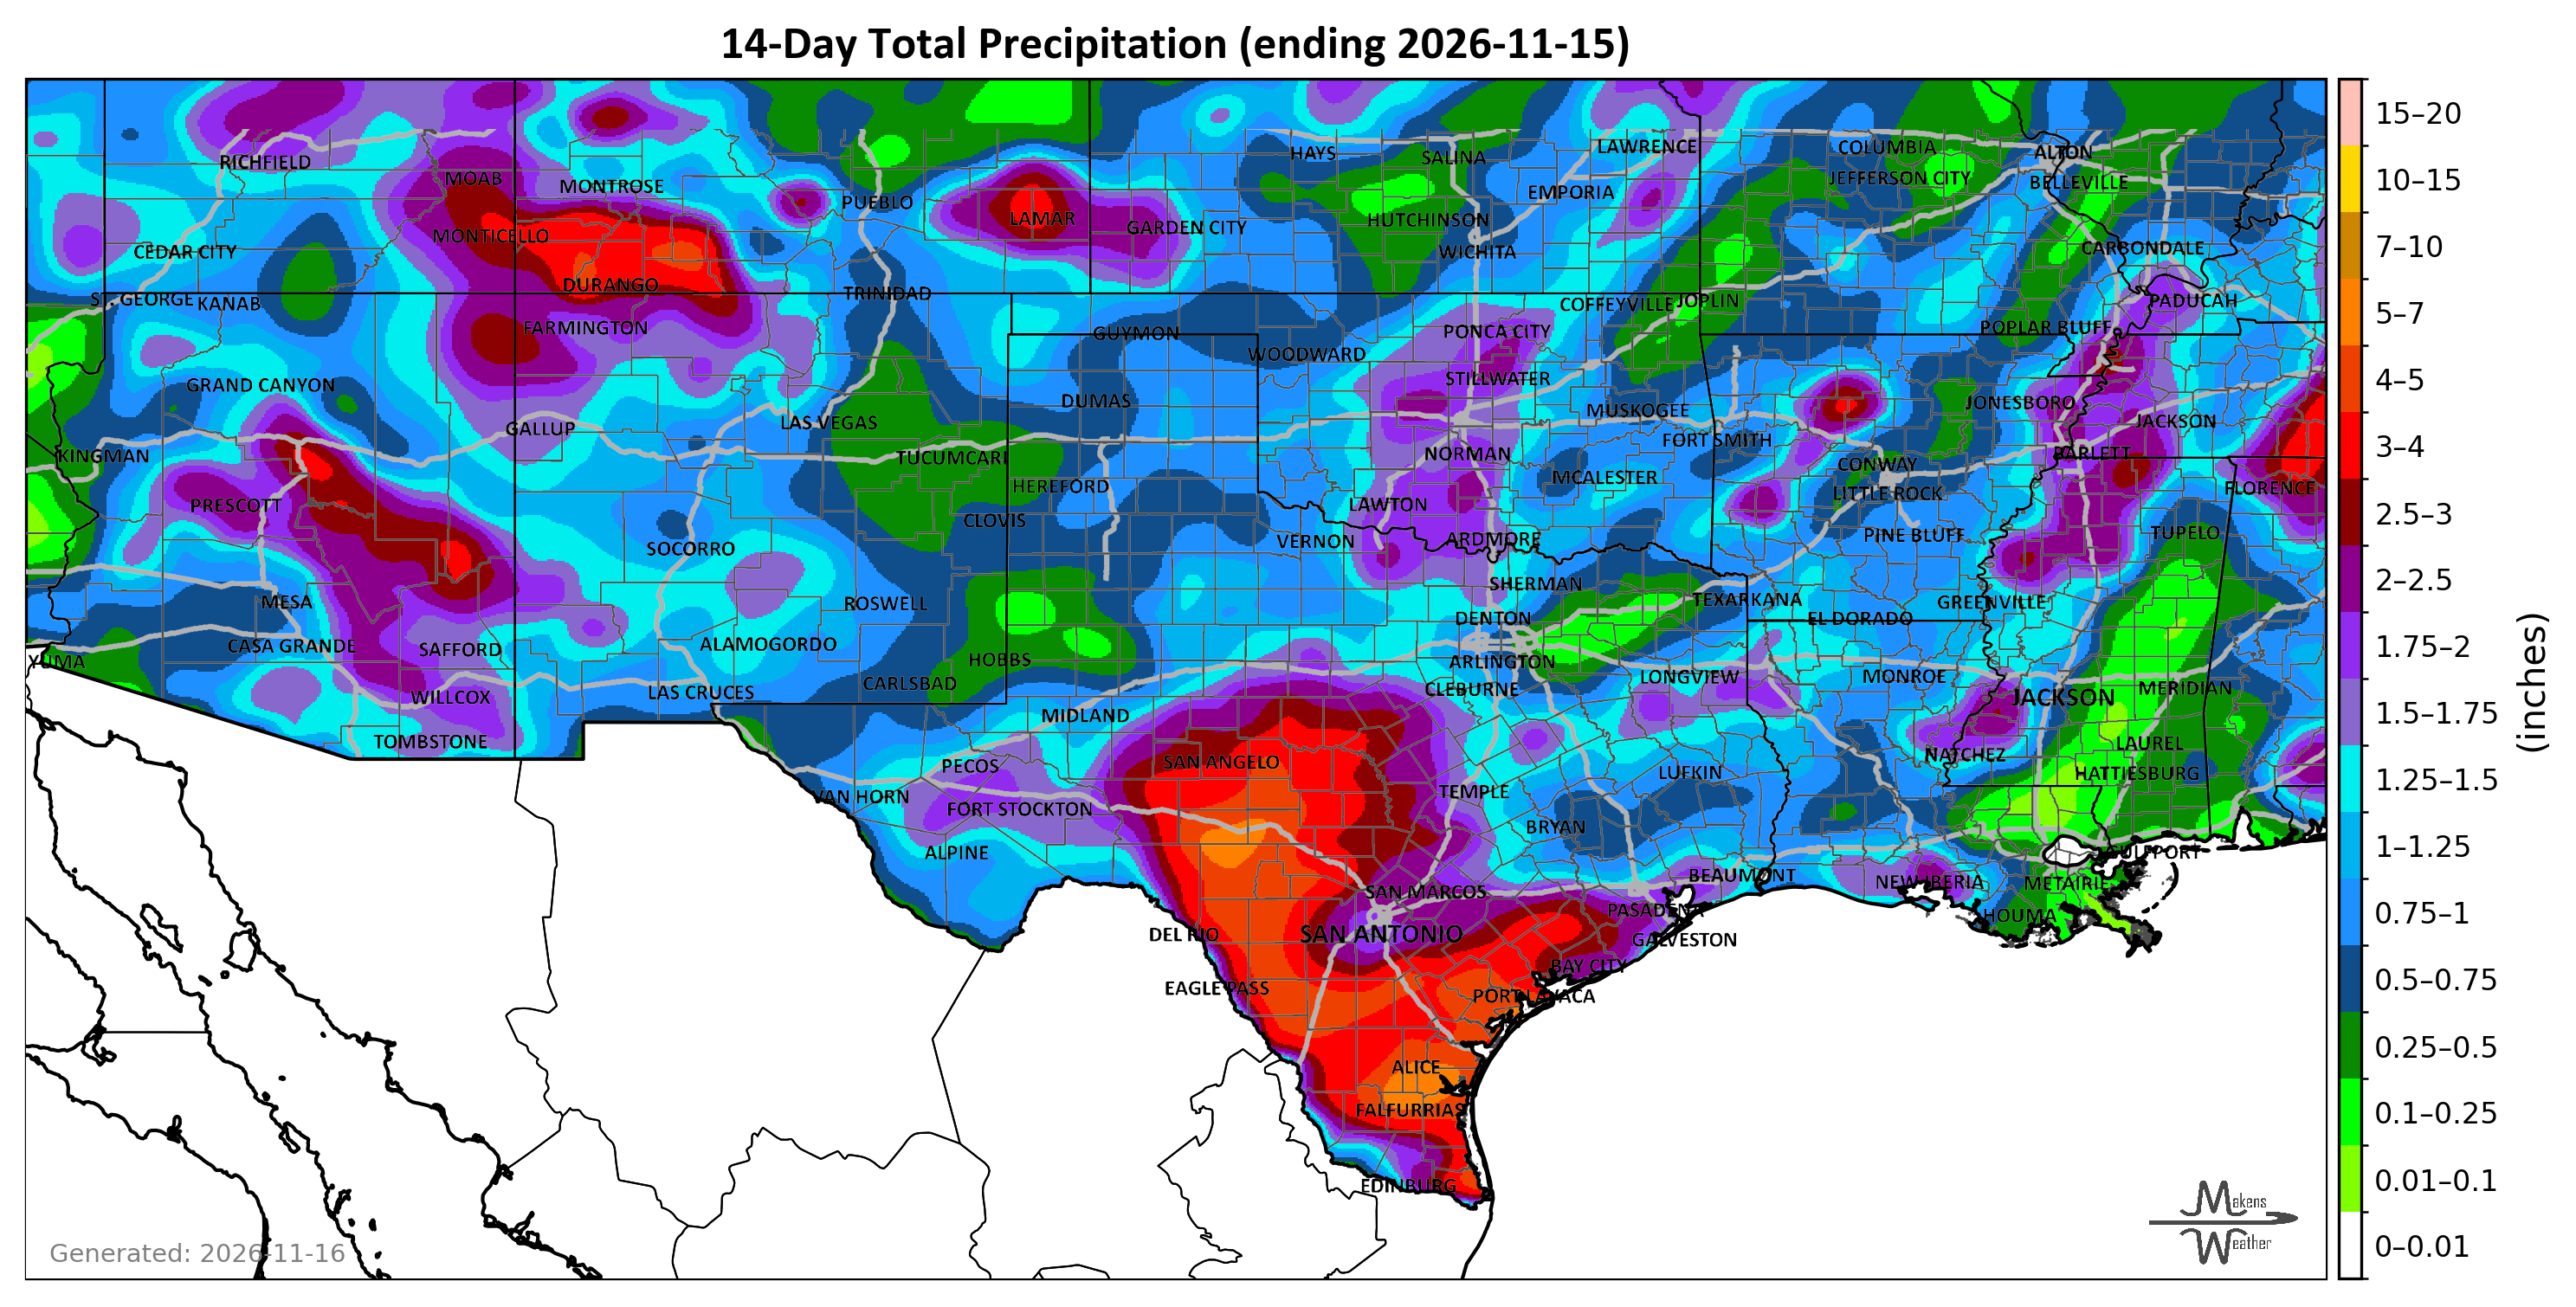 14-Day Total Precipitation (ending 2026-11-15)
RICHFIELD
MOAB
MONTROSE
PUEBLO
LAMAR
GARDEN CITY
HAYS
SALINA
LAWRENCE
EMPORIA
HUTCHINSON
WICHITA
COLUMBIA
JEFFERSON CITY
ALTON
BELLEVILLE
CEDAR CITY
MONTICELLO
DURANGO
CARBONDALE
ST. GEORGE
KANAB
FARMINGTON
TRINIDAD
GUYMON
WOODWARD
PONCA CITY
COFFEYVILLE
JOPLIN
POPLAR BLUFF
PADUCAH
GRAND CANYON
STILLWATER
DUMAS
MUSKOGEE
JONESBORO
JACKSON
KINGMAN
GALLUP
LAS VEGAS
TUCUMCARI
NORMAN
FORT SMITH
CONWAY
BARLETT
PRESCOTT
HEREFORD
LAWTON
MCALESTER
LITTLE ROCK
FLORENCE
SOCORRO
CLOVIS
VERNON
ARDMORE
PINE BLUFF
TUPELO
MESA
ROSWELL
SHERMAN
TEXARKANA
GREENVILLE
CASA GRANDE
SAFFORD
ALAMOGORDO
DENTON
EL DORADO
YUMA
HOBBS
ARLINGTON
WILLCOX
LAS CRUCES
CARLSBAD
CLEBURNE
LONGVIEW
MONROE
JACKSON
MERIDIAN
TOMBSTONE
MIDLAND
NATCHEZ
LAUREL
PECOS
SAN ANGELO
LUFKIN
HATTIESBURG
VAN HORN
FORT STOCKTON
TEMPLE
BRYAN
ALPINE
GULFPORT
SAN MARCOS
BEAUMONT
NEW IBERIA
METAIRIE
DEL RIO
SAN ANTONIO
PASADENA
GALVESTON
HOUMA
EAGLE PASS
BAY CITY
PORT LAVACA
ALICE
FALFURRIAS
EDINBURG
15–20
10–15
7–10
5–7
4–5
3–4
2.5–3
2–2.5
1.75–2
1.5–1.75
1.25–1.5
1–1.25
0.75–1
0.5–0.75
0.25–0.5
0.1–0.25
0.01–0.1
0–0.01
(inches)
Generated: 2026-11-16
Makens
Weather